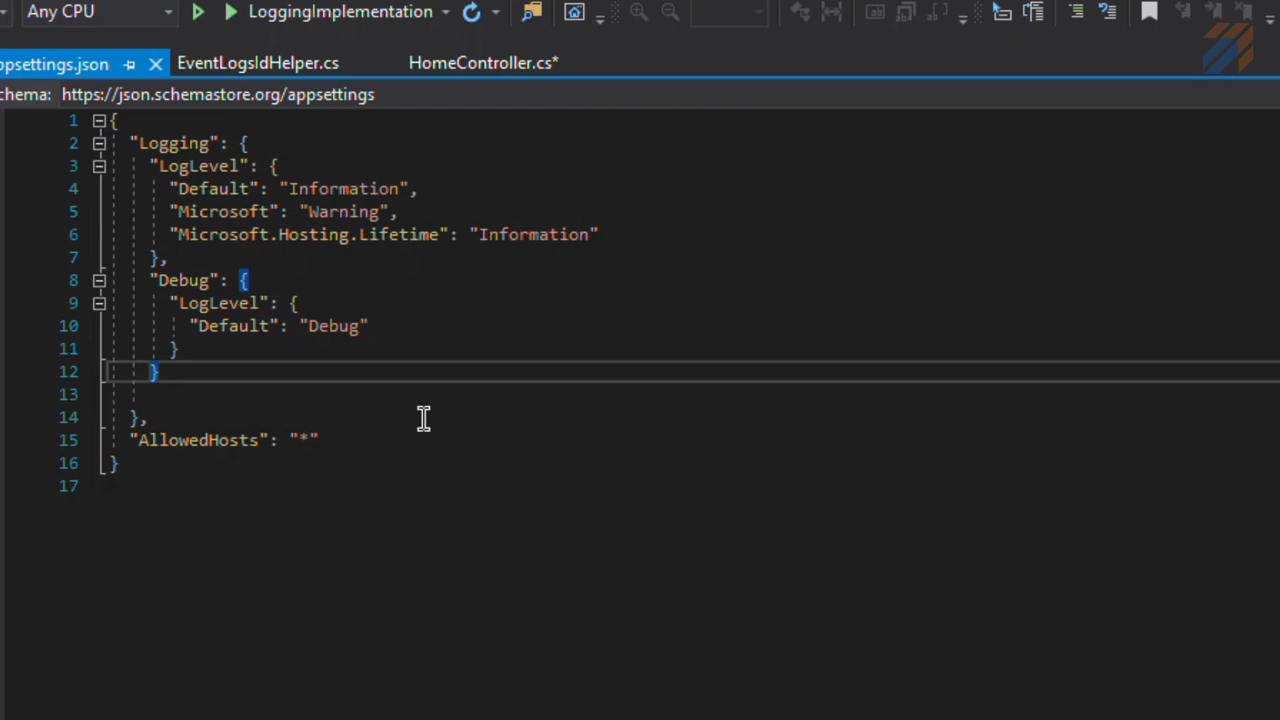 Any CPU LoggingImplementation
ppsettings.json EventLogsIdHelper.cs HomeController.cs*
chema: https://json.schemastore.org/appsettings
1 {
2 "Logging": {
3 "LogLevel": {
4 "Default": "Information",
5 "Microsoft": "Warning",
6 "Microsoft.Hosting.Lifetime": "Information"
7 },
8 "Debug": {
9 "LogLevel": {
10 "Default": "Debug"
11 }
12 }
13
14 },
15 "AllowedHosts": "*"
16 }
17